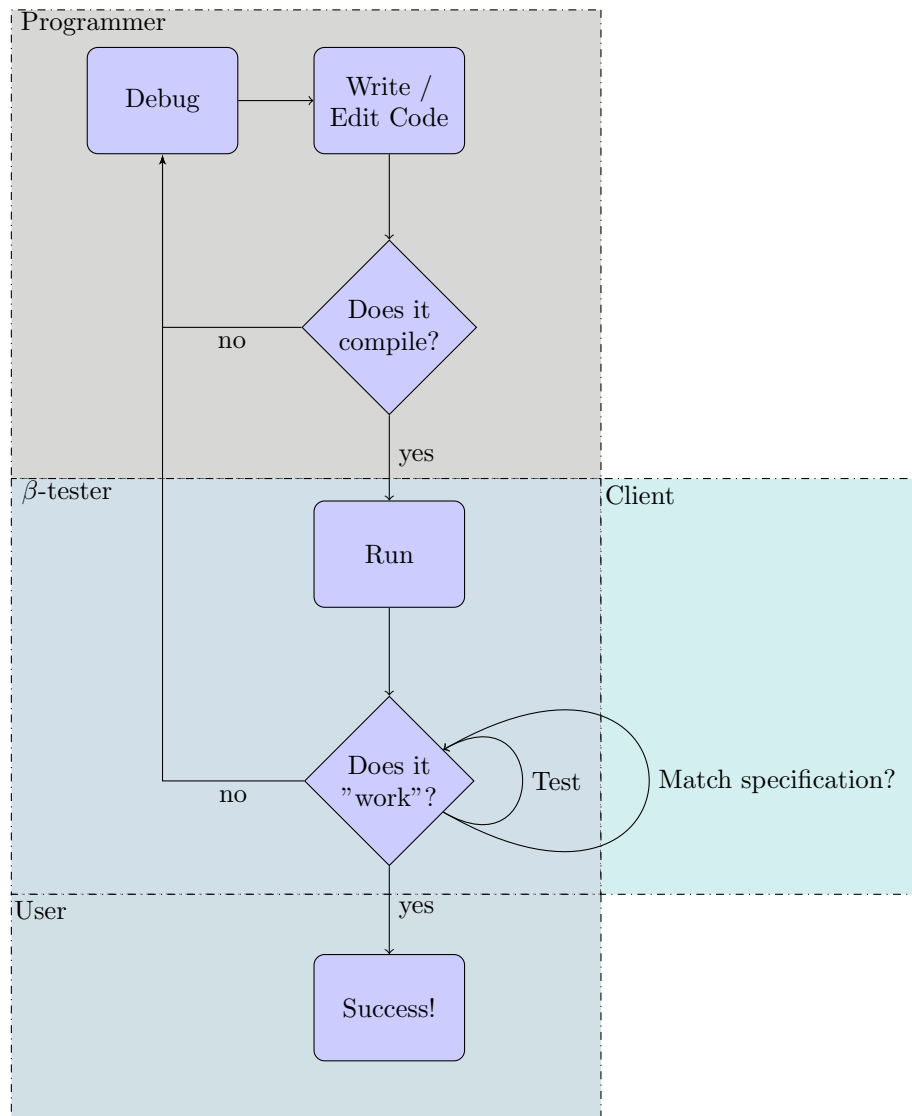 Programmer
Debug
Write /
Edit Code
Does it
compile?
no
yes
β-tester
Client
Run
Does it
”work”?
Test
Match specification?
no
yes
User
Success!